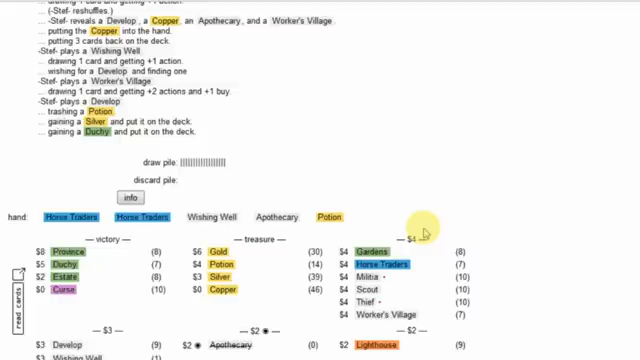 ... drawing 1 card and getting +1 action.
... (-Stef- reshuffles.)
... -Stef- reveals a Develop , a Copper an Apothecary, and a Worker's Village
... putting the Copper into the hand.
... putting 3 cards back on the deck.
-Stef- plays a Wishing Well
... drawing 1 card and getting +1 action.
... wishing for a Develop and finding one
-Stef- plays a Worker's Village
... drawing 1 card and getting +2 actions and +1 buy.
-Stef- plays a Develop
... trashing a Potion
... gaining a Silver and put it on the deck.
... gaining a Duchy and put it on the deck.
draw pile: ||||||||||||||||||
discard pile:
info
hand: Horse Traders Horse Traders Wishing Well Apothecary Potion
— victory — — treasure — — $4 —
$8 Province (8) $6 Gold (30) $4 Gardens (8)
$5 Duchy (7) $4 Potion (14) $4 Horse Traders (7)
$2 Estate (8) $3 Silver (39) $4 Militia (10)
$0 Curse (10) $0 Copper (46) $4 Scout (10)
$4 Thief (10)
$4 Worker's Village (7)
read cards
— $3 — — $2 ◉ — — $2 —
$3 Develop (9) $2 ◉ Apothecary (0) $2 Lighthouse (9)
$3 Wishing Well